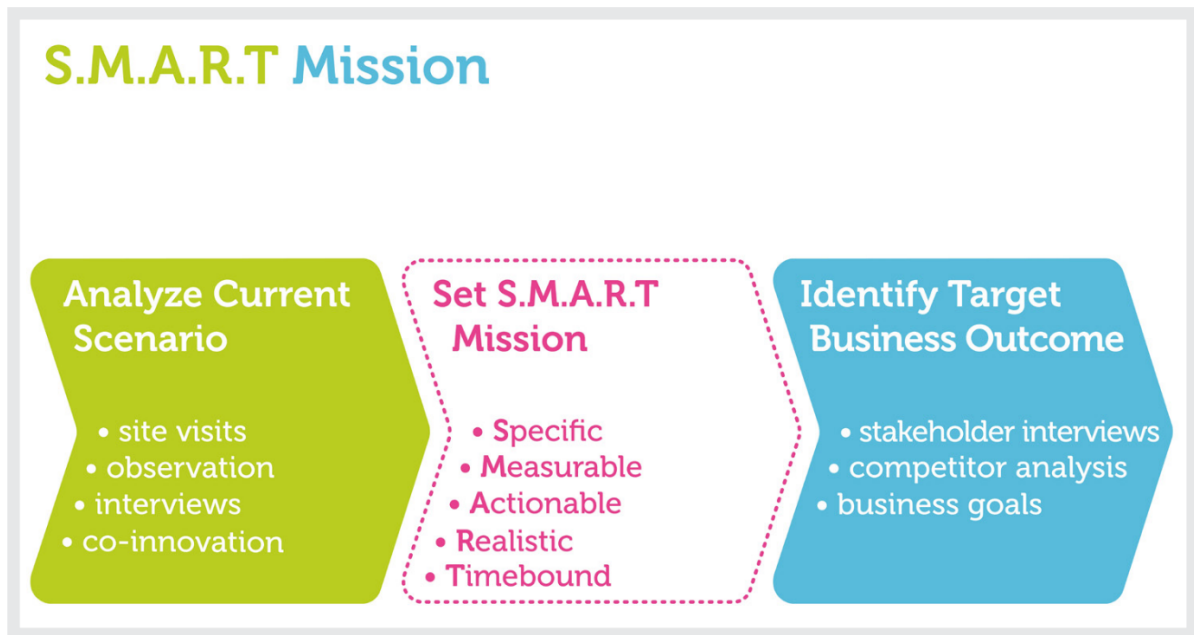 S.M.A.R.T Mission
Analyze Current
Scenario
• site visits
• observation
• interviews
• co-innovation
Set S.M.A.R.T
Mission
• Specific
• Measurable
• Actionable
• Realistic
• Timebound
Identify Target
Business Outcome
• stakeholder interviews
• competitor analysis
• business goals